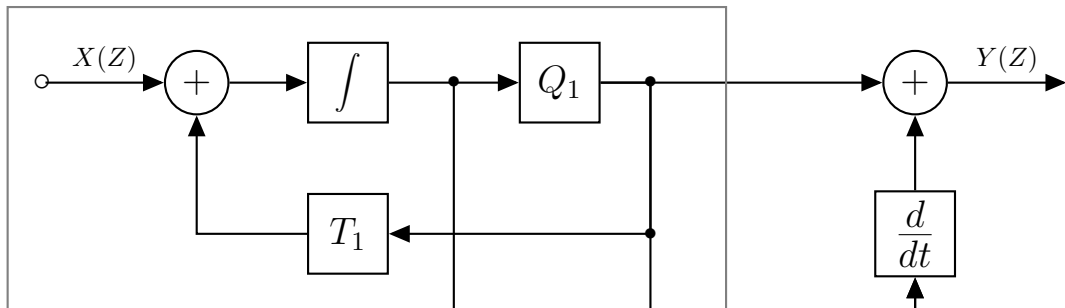 X(Z) + ∫ Q₁ + Y(Z)
T₁ d/dt